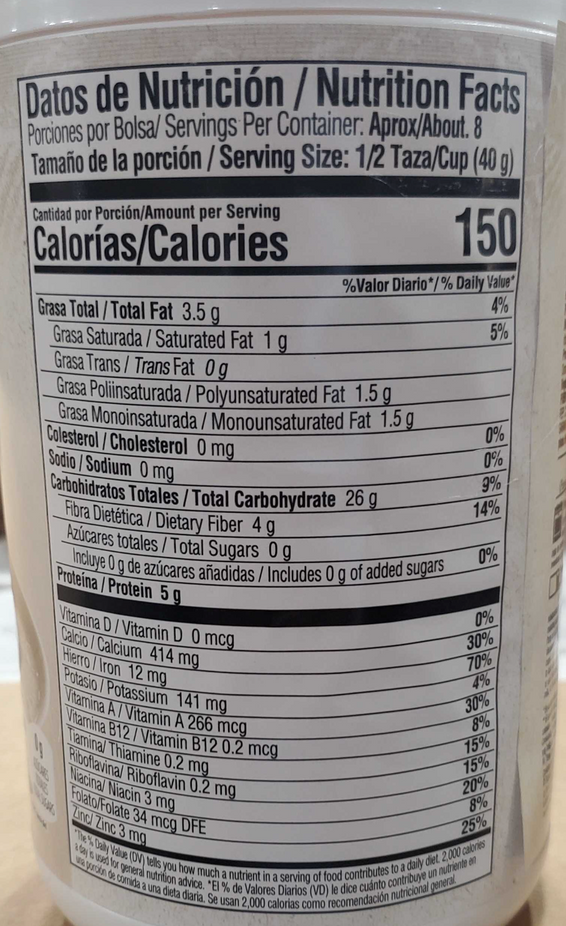 Datos de Nutrición / Nutrition Facts
Porciones por Bolsa/ Servings Per Container: Aprox/About. 8
Tamaño de la porción / Serving Size: 1/2 Taza/Cup (40 g)
Cantidad por Porción/Amount per Serving
Calorías/Calories 150
%Valor Diario*/% Daily Value*
Grasa Total / Total Fat 3.5 g 4%
Grasa Saturada / Saturated Fat 1 g 5%
Grasa Trans / Trans Fat 0 g
Grasa Poliinsaturada / Polyunsaturated Fat 1.5 g
Grasa Monoinsaturada / Monounsaturated Fat 1.5 g
Colesterol / Cholesterol 0 mg 0%
Sodio / Sodium 0 mg 0%
Carbohidratos Totales / Total Carbohydrate 26 g 9%
Fibra Dietética / Dietary Fiber 4 g 14%
Azúcares totales / Total Sugars 0 g
Incluye 0 g de azúcares añadidas / Includes 0 g of added sugars 0%
Proteína / Protein 5 g
Vitamina D / Vitamin D 0 mcg 0%
Calcio / Calcium 414 mg 30%
Hierro / Iron 12 mg 70%
Potasio / Potassium 141 mg 4%
Vitamina A / Vitamin A 266 mcg 30%
Vitamina B12 / Vitamin B12 0.2 mcg 8%
Tiamina/ Thiamine 0.2 mg 15%
Riboflavina/ Riboflavin 0.2 mg 15%
Niacina/ Niacin 3 mg 20%
Folato/Folate 34 mcg DFE 8%
Zinc/ Zinc 3 mg 25%
*The % Daily Value (DV) tells you how much a nutrient in a serving of food contributes to a daily diet. 2,000 calories
a day is used for general nutrition advice. *El % de Valores Diarios (VD) le dice cuánto contribuye un nutriente en
una porción de comida a una dieta diaria. Se usan 2,000 calorias como recomendación nutricional general.